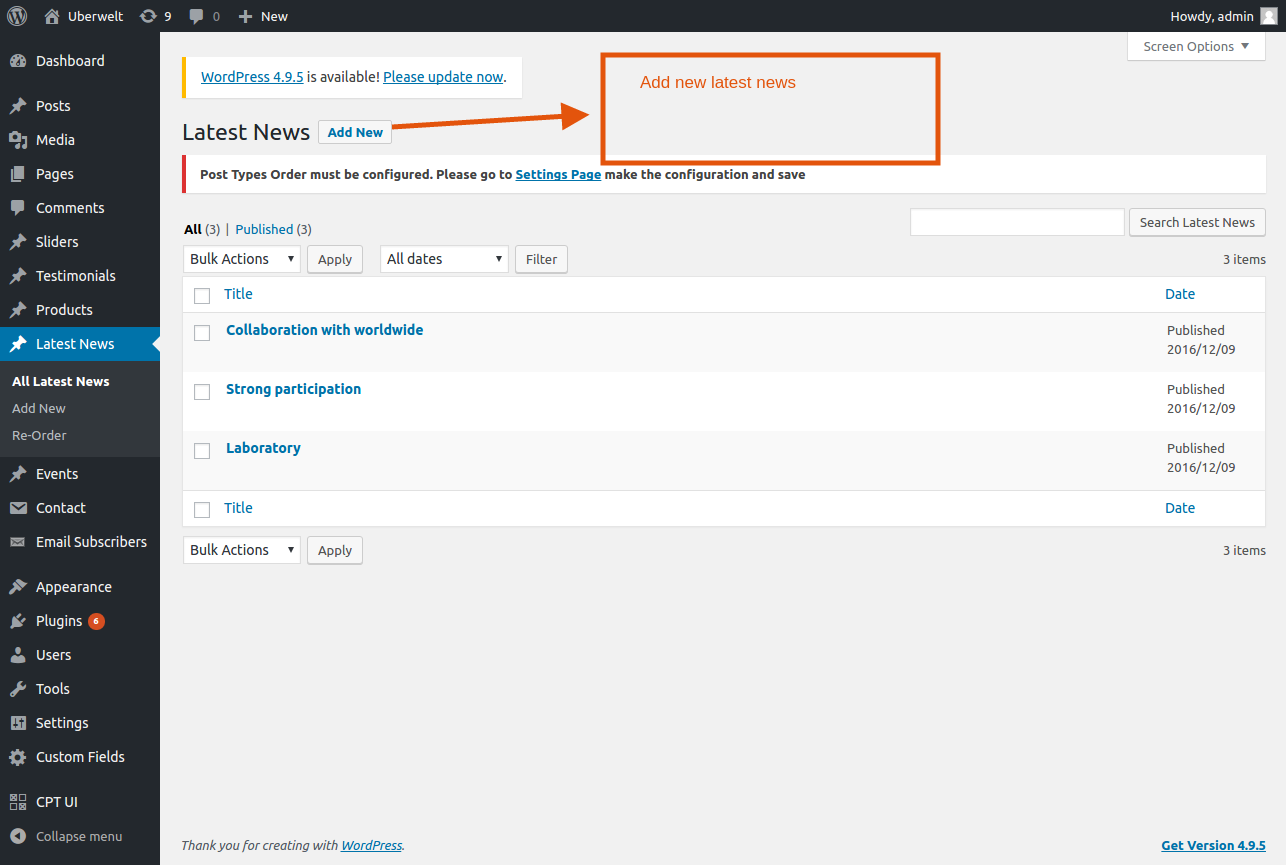 Uberwelt 9 0 New Howdy, admin
Screen Options
Dashboard
Posts
Media
Pages
Comments
Sliders
Testimonials
Products
Latest News
All Latest News
Add New
Re-Order
Events
Contact
Email Subscribers
Appearance
Plugins 6
Users
Tools
Settings
Custom Fields
CPT UI
Collapse menu
WordPress 4.9.5 is available! Please update now.
Add new latest news
Latest News Add New
Post Types Order must be configured. Please go to Settings Page make the configuration and save
All (3) | Published (3)
Search Latest News
Bulk Actions Apply All dates Filter 3 items
Title Date
Collaboration with worldwide Published
2016/12/09
Strong participation Published
2016/12/09
Laboratory Published
2016/12/09
Title Date
Bulk Actions Apply 3 items
Thank you for creating with WordPress. Get Version 4.9.5